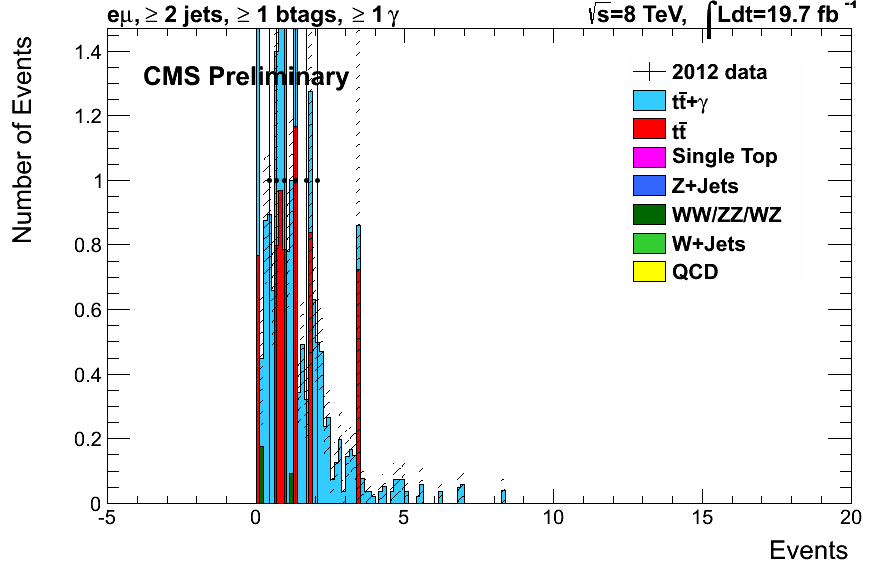 eμ, ≥ 2 jets, ≥ 1 btags, ≥ 1 γ
√s=8 TeV, ∫Ldt=19.7 fb⁻¹
CMS Preliminary
2012 data
tt̄+γ
tt̄
Single Top
Z+Jets
WW/ZZ/WZ
W+Jets
QCD
Number of Events
1.4
1.2
1
0.8
0.6
0.4
0.2
0
-5 0 5 10 15 20
Events